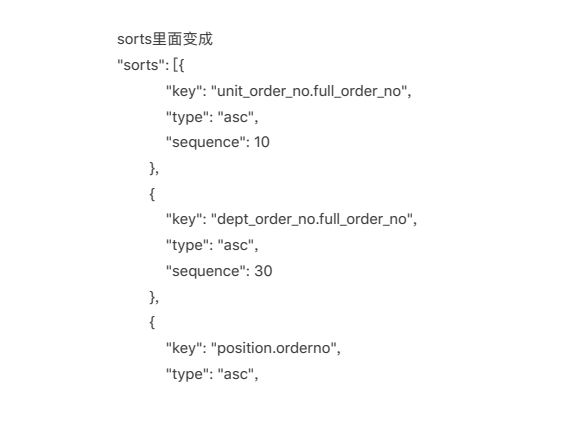 sorts里面变成
"sorts": [{
"key": "unit_order_no.full_order_no",
"type": "asc",
"sequence": 10
},
{
"key": "dept_order_no.full_order_no",
"type": "asc",
"sequence": 30
},
{
"key": "position.orderno",
"type": "asc",